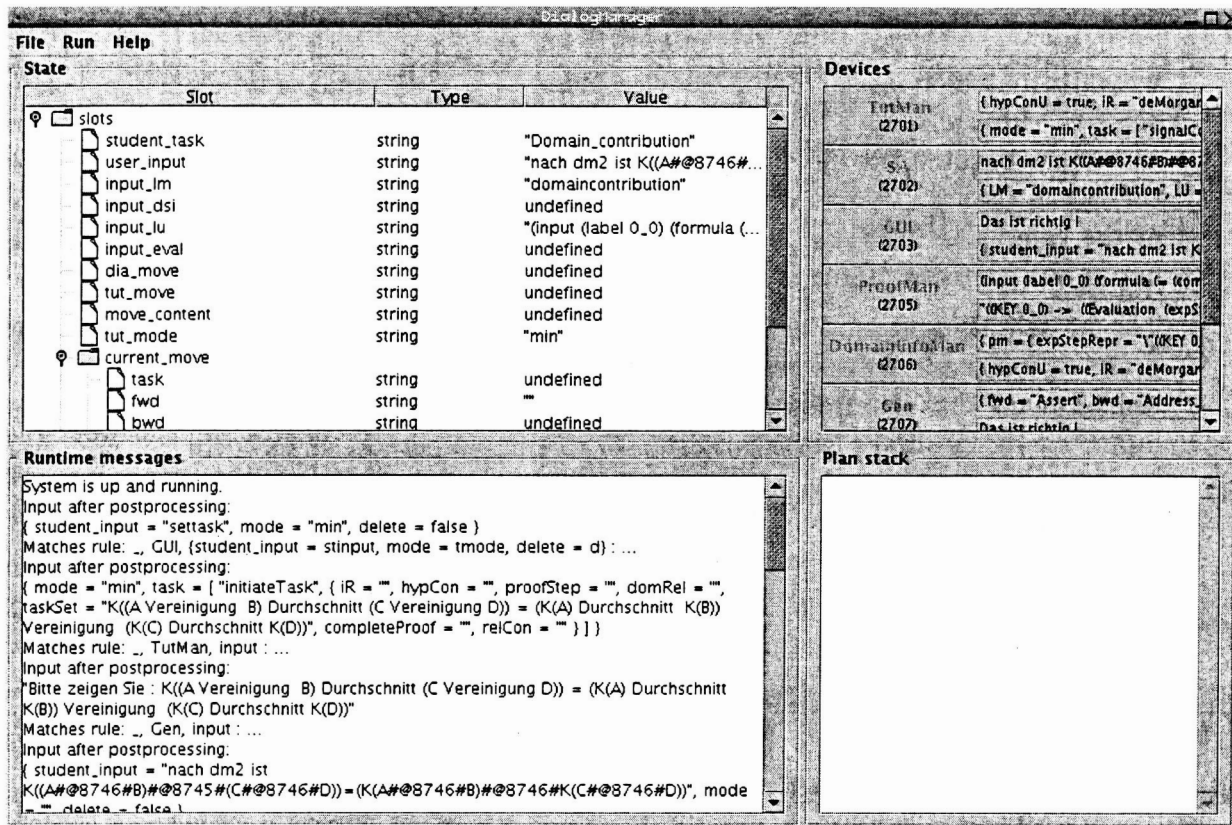 DialogManager
File Run Help
State
Slot Type Value
slots
student_task string "Domain_contribution"
user_input string "nach dm2 ist K((A#@8746#...
input_lm string "domaincontribution"
input_dsi string undefined
input_lu string "(input (label 0_0) (formula (...
input_eval string undefined
dia_move string undefined
tut_move string undefined
move_content string undefined
tut_mode string "min"
current_move
task string undefined
fwd string ""
bwd string undefined
Devices
TutMan
(2701)
{ hypConU = true, iR = "deMorgar
{ mode = "min", task = ["signalCo
SA
(2702)
nach dm2 ist K((A#@8746#B)#@87
{ LM = "domaincontribution", LU =
GUI
(2703)
Das ist richtig !
{ student_input = "nach dm2 ist K
ProofMan
(2705)
(input (label 0_0) (formula (= (com
"((KEY 0_0) -> ((Evaluation (expS
DomainInfoMan
(2706)
{ pm = { expStepRepr = "\"((KEY 0
{ hypConU = true, iR = "deMorgar
Gen
(2707)
{ fwd = "Assert", bwd = "Address_
Das ist richtig !
Runtime messages
System is up and running.
Input after postprocessing:
{ student_input = "settask", mode = "min", delete = false }
Matches rule: _, GUI, {student_input = stinput, mode = tmode, delete = d} : ...
Input after postprocessing:
{ mode = "min", task = [ "initiateTask", { iR = "", hypCon = "", proofStep = "", domRel = "",
taskSet = "K((A Vereinigung B) Durchschnitt (C Vereinigung D)) = (K(A) Durchschnitt K(B))
Vereinigung (K(C) Durchschnitt K(D))", completeProof = "", relCon = "" } ] }
Matches rule: _, TutMan, input : ...
Input after postprocessing:
"Bitte zeigen Sie : K((A Vereinigung B) Durchschnitt (C Vereinigung D)) = (K(A) Durchschnitt
K(B)) Vereinigung (K(C) Durchschnitt K(D))"
Matches rule: _, Gen, input : ...
Input after postprocessing:
{ student_input = "nach dm2 ist
K((A#@8746#B)#@8745#(C#@8746#D))=(K(A#@8746#B)#@8746#K(C#@8746#D))", mode
= "", delete = false }
Plan stack